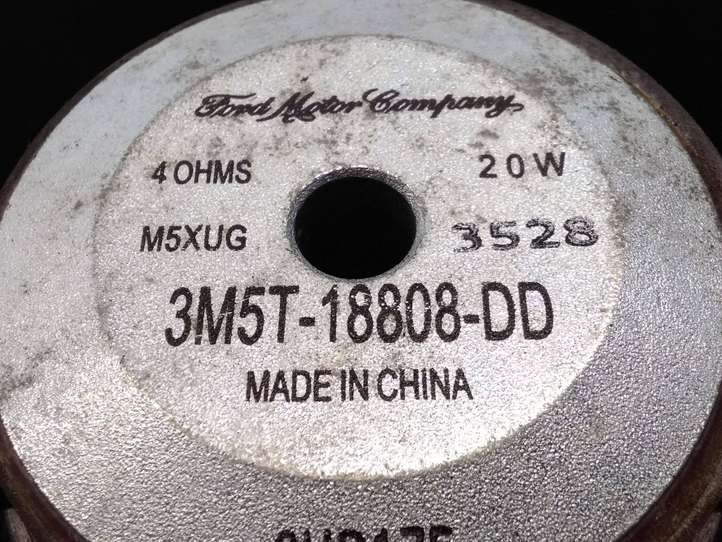 Ford Motor Company
4 OHMS 20W
M5XUG 3528
3M5T-18808-DD
MADE IN CHINA